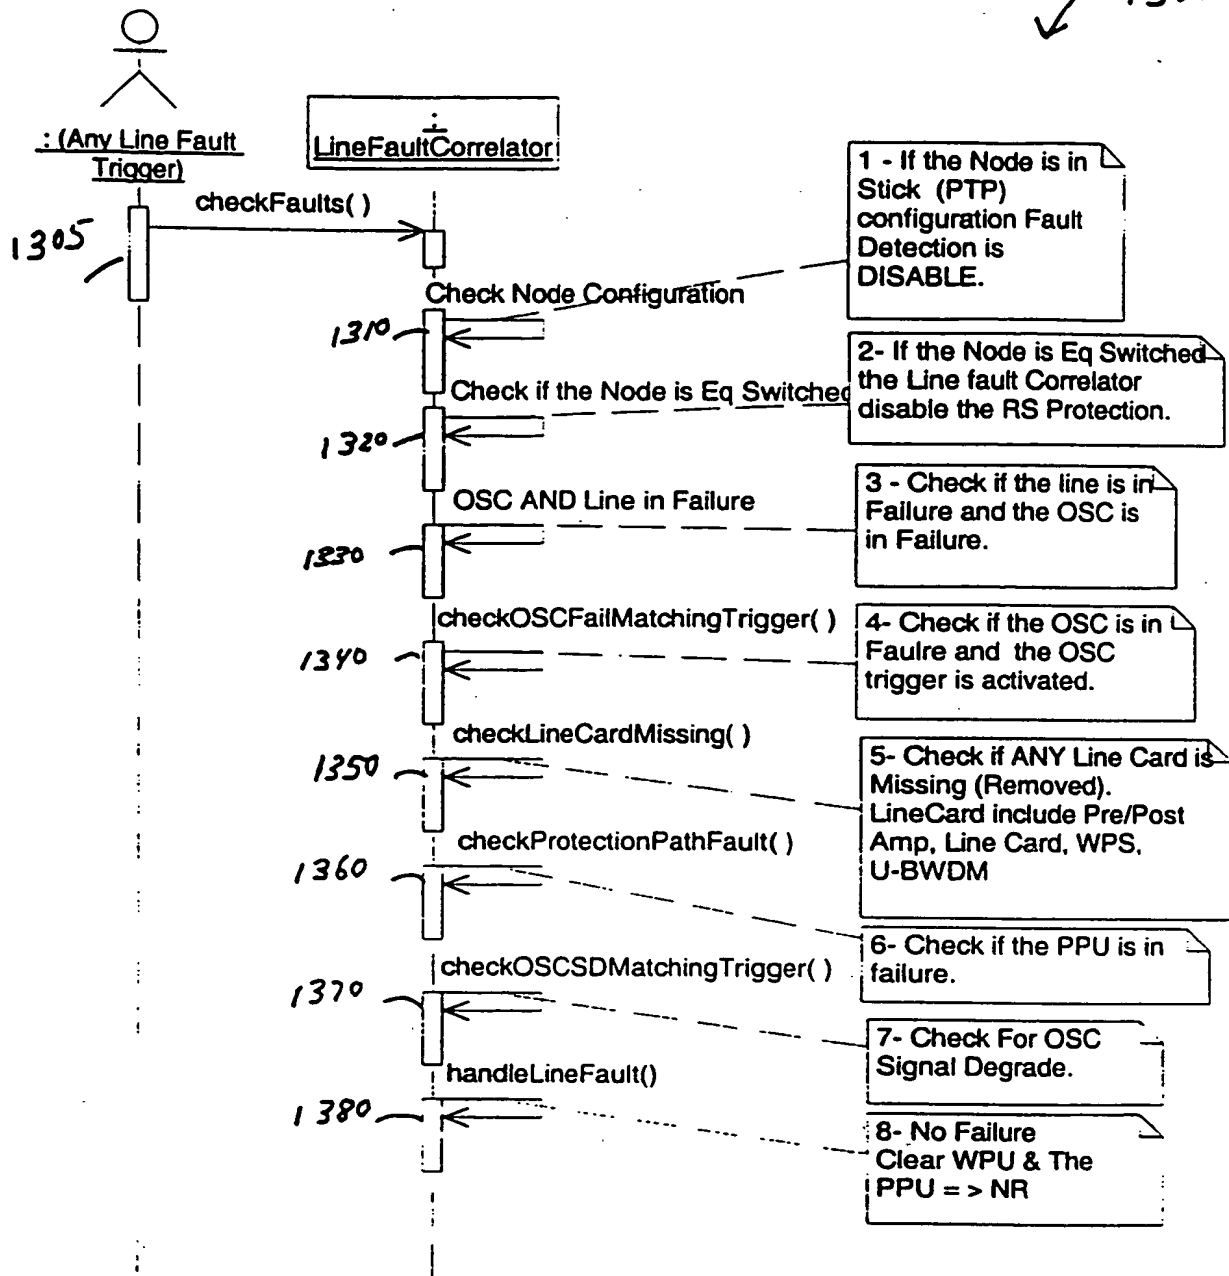 : (Any Line Fault
Trigger)
:
LineFaultCorrelator
checkFaults( )
1305
1 - If the Node is in
Stick (PTP)
configuration Fault
Detection is
DISABLE.
Check Node Configuration
1310
2- If the Node is Eq Switched
the Line fault Correlator
disable the RS Protection.
Check if the Node is Eq Switched
1320
OSC AND Line in Failure
1330
3 - Check if the line is in
Failure and the OSC is
in Failure.
checkOSCFailMatchingTrigger( )
1340
4- Check if the OSC is in
Faulre and the OSC
trigger is activated.
checkLineCardMissing( )
1350
5- Check if ANY Line Card is
Missing (Removed).
LineCard include Pre/Post
Amp, Line Card, WPS,
U-BWDM
checkProtectionPathFault( )
1360
6- Check if the PPU is in
failure.
checkOSCSDMatchingTrigger( )
1370
7- Check For OSC
Signal Degrade.
handleLineFault()
1380
8- No Failure
Clear WPU & The
PPU = > NR